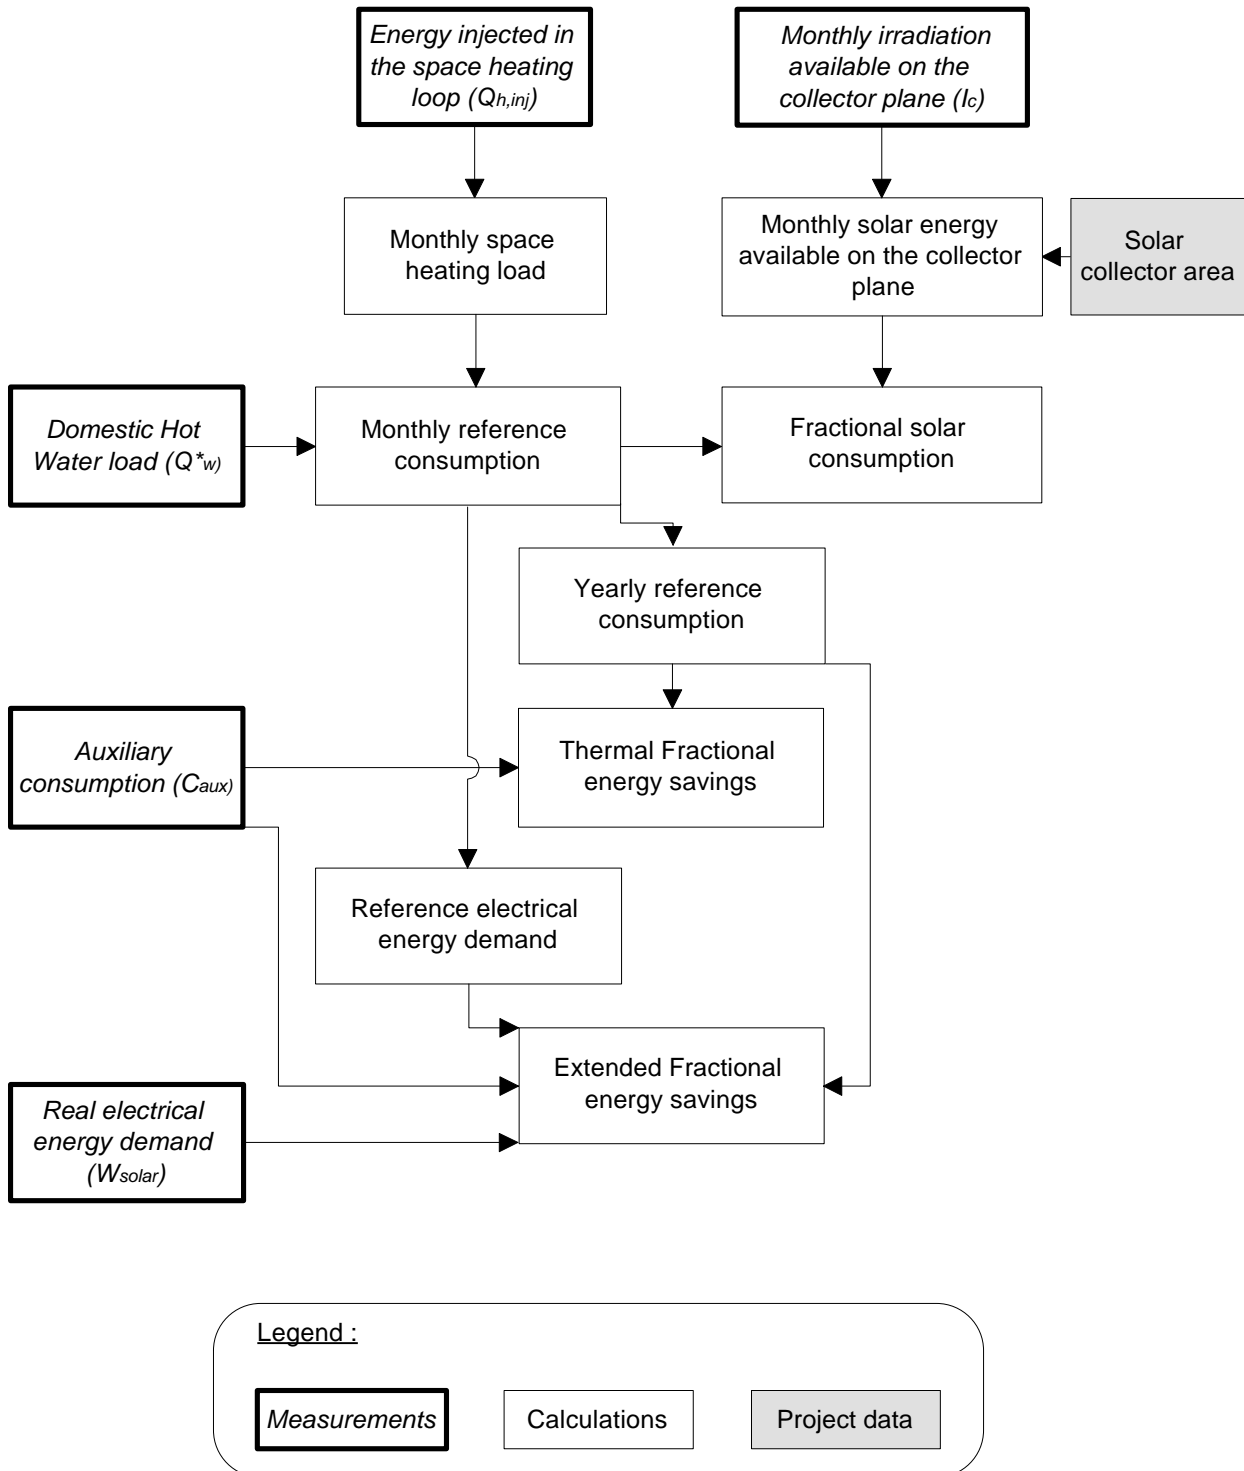 Energy injected in
the space heating
loop (Qh,inj)
Monthly irradiation
available on the
collector plane (Ic)
Monthly space
heating load
Monthly solar energy
available on the collector
plane
Solar
collector area
Domestic Hot
Water load (Q*w)
Monthly reference
consumption
Fractional solar
consumption
Yearly reference
consumption
Auxiliary
consumption (Caux)
Thermal Fractional
energy savings
Reference electrical
energy demand
Extended Fractional
energy savings
Real electrical
energy demand
(Wsolar)
Legend :
Measurements
Calculations
Project data